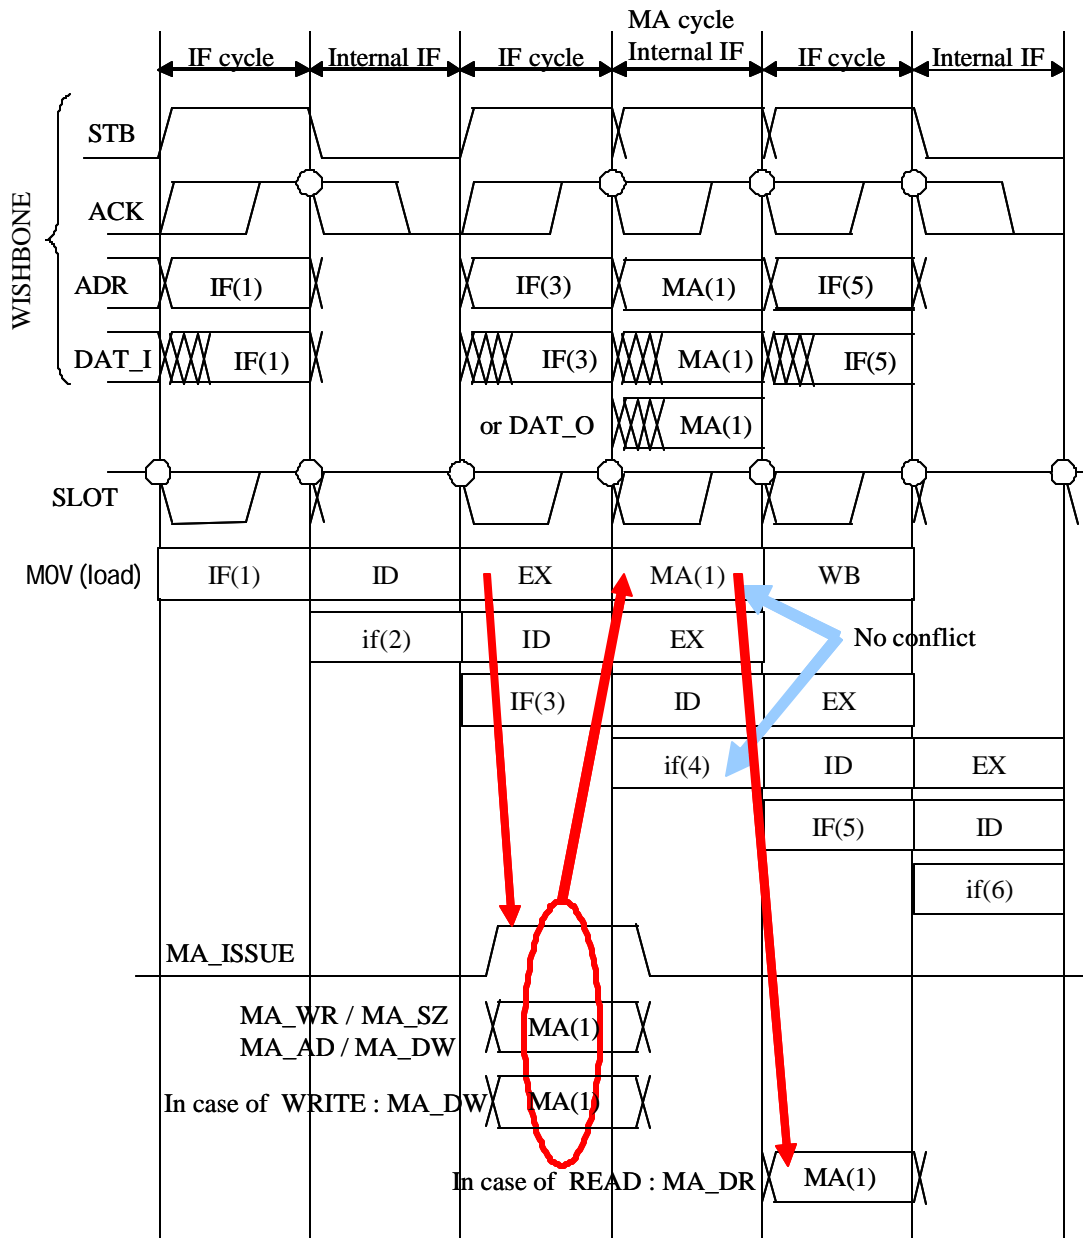 MA cycle
IF cycle Internal IF IF cycle Internal IF IF cycle Internal IF
WISHBONE
STB
ACK
ADR IF(1) IF(3) MA(1) IF(5)
DAT_I IF(1) IF(3) MA(1) IF(5)
or DAT_O MA(1)
SLOT
MOV (load) IF(1) ID EX MA(1) WB
if(2) ID EX No conflict
IF(3) ID EX
if(4) ID EX
IF(5) ID
if(6)
MA_ISSUE
MA_WR / MA_SZ
MA_AD / MA_DW MA(1)
In case of WRITE : MA_DW MA(1)
In case of READ : MA_DR MA(1)